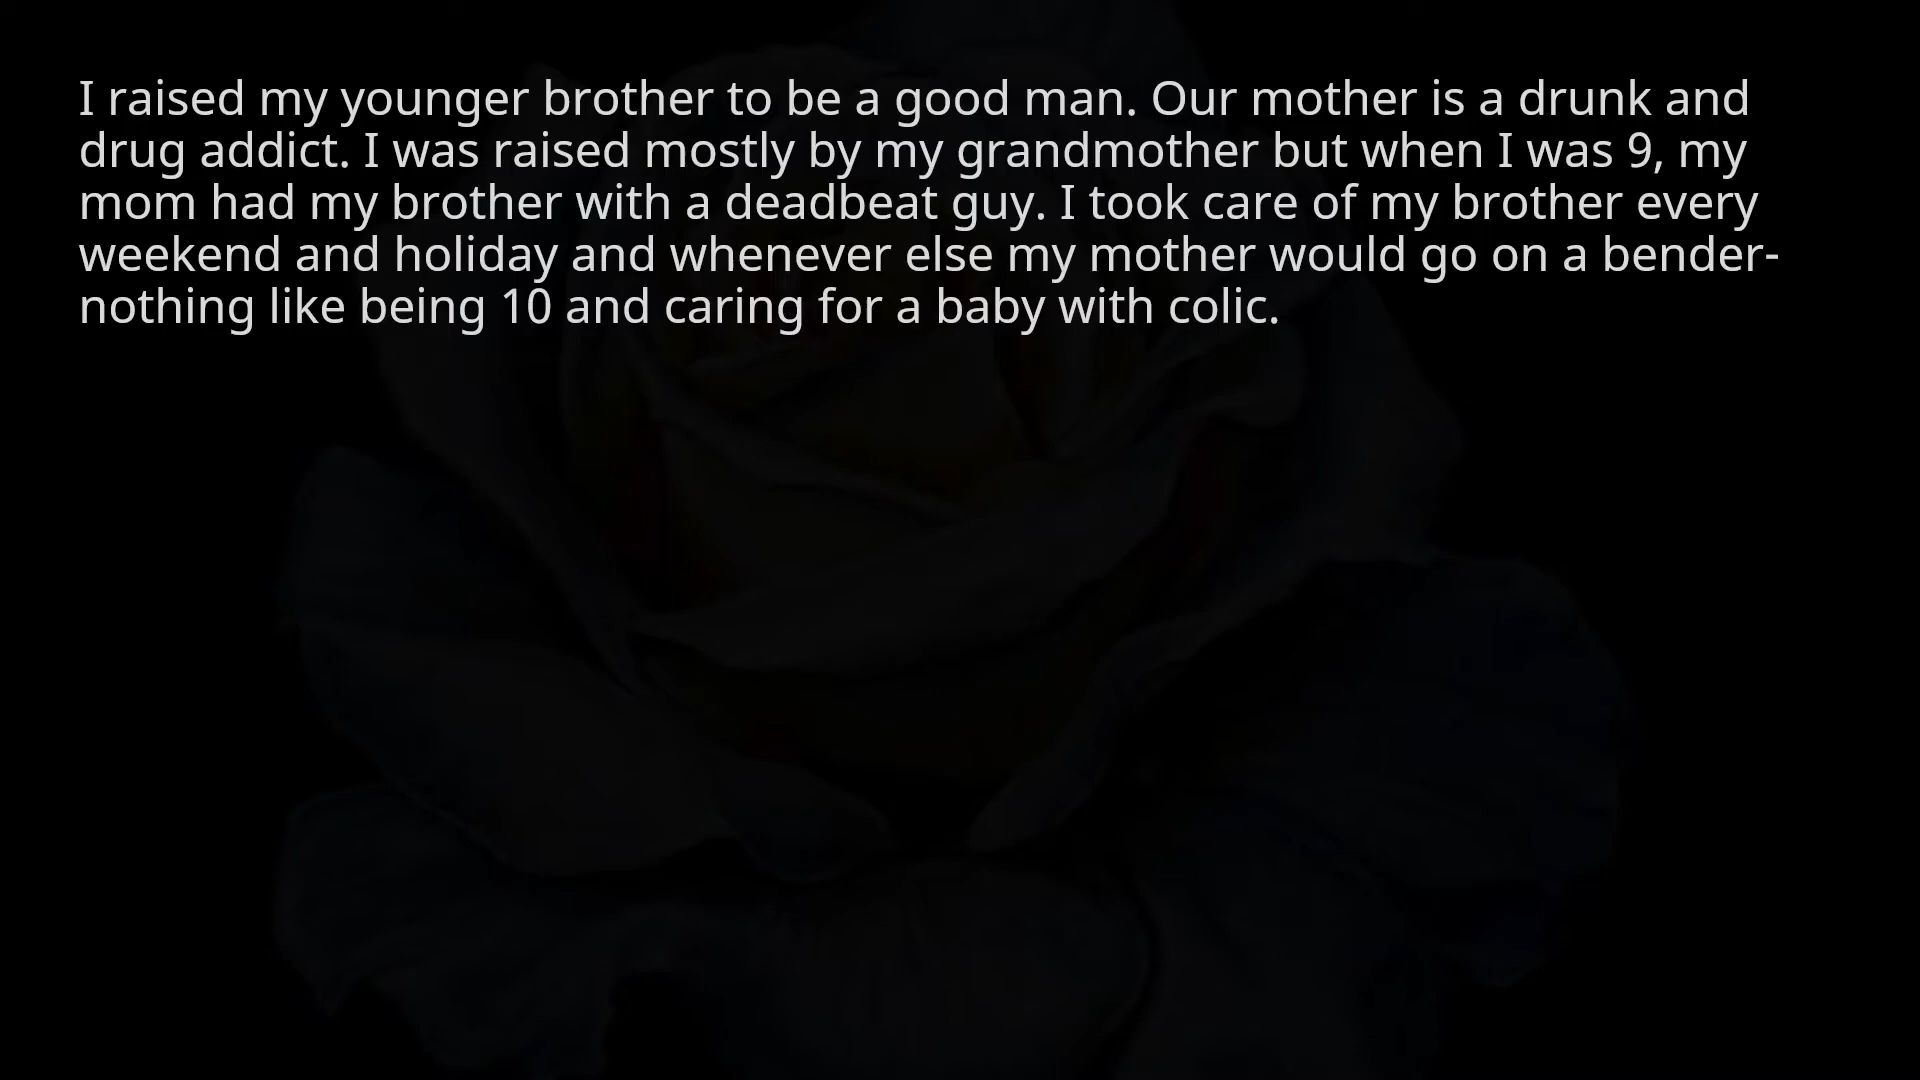 I raised my younger brother to be a good man. Our mother is a drunk and
drug addict. I was raised mostly by my grandmother but when I was 9, my
mom had my brother with a deadbeat guy. I took care of my brother every
weekend and holiday and whenever else my mother would go on a bender-
nothing like being 10 and caring for a baby with colic.